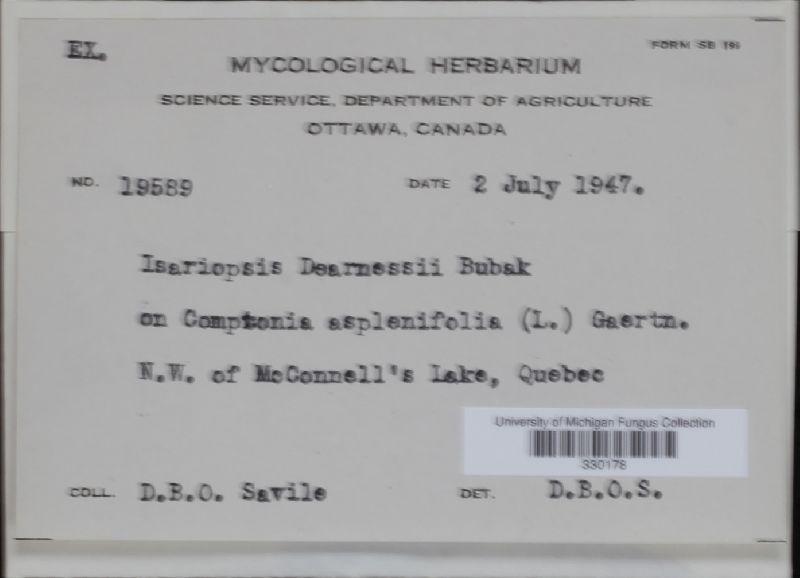 EX.
FORM SB 191
MYCOLOGICAL HERBARIUM
SCIENCE SERVICE, DEPARTMENT OF AGRICULTURE
OTTAWA, CANADA
NO. 19589 DATE 2 July 1947.
Isariopsis Dearnessii Bubak
on Comptonia asplenifolia (L.) Gaertn.
N.W. of McConnell's Lake, Quebec
University of Michigan Fungus Collection
330178
COLL. D.B.O. Savile DET. D.B.O.S.